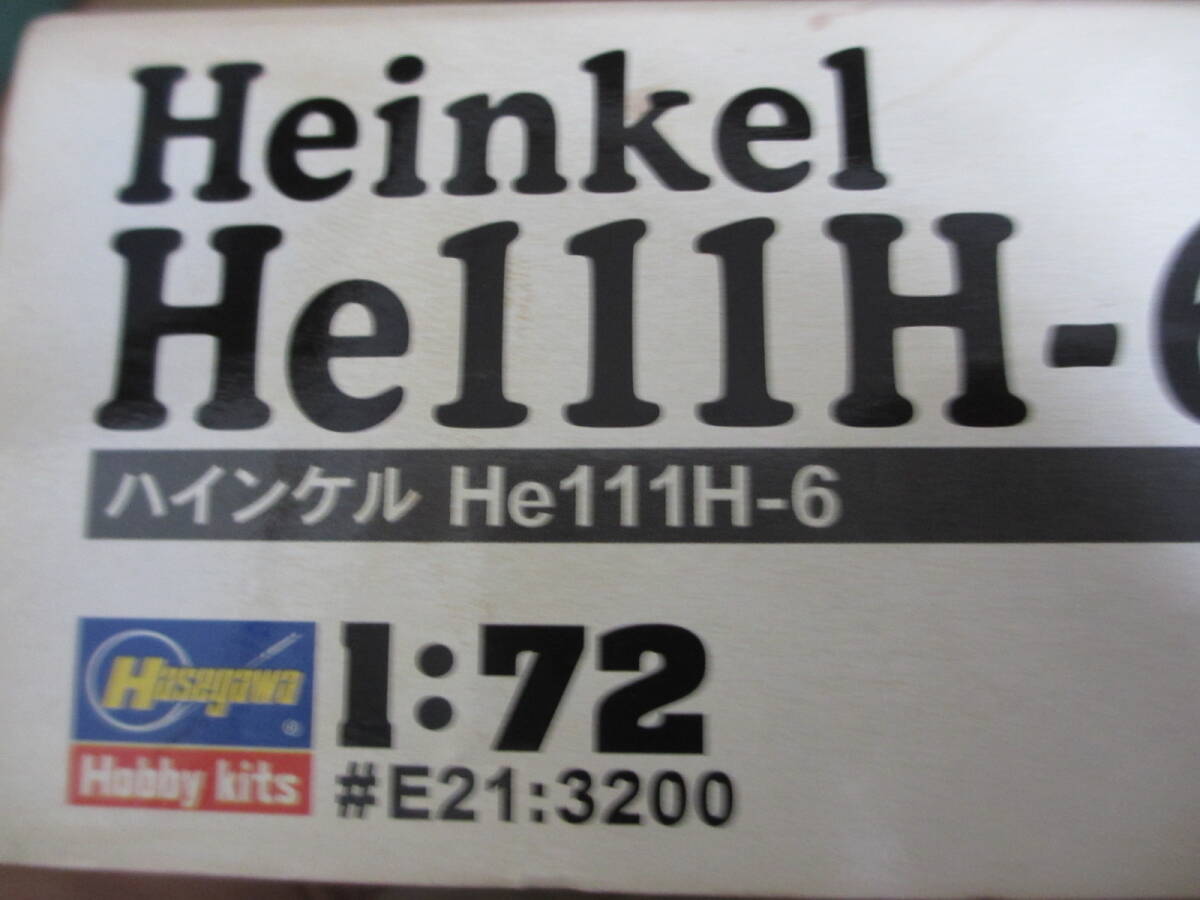 Heinkel
He111H-6
ハインケル He111H-6
Hasegawa ®
Hobby kits
1:72
#E21:3200